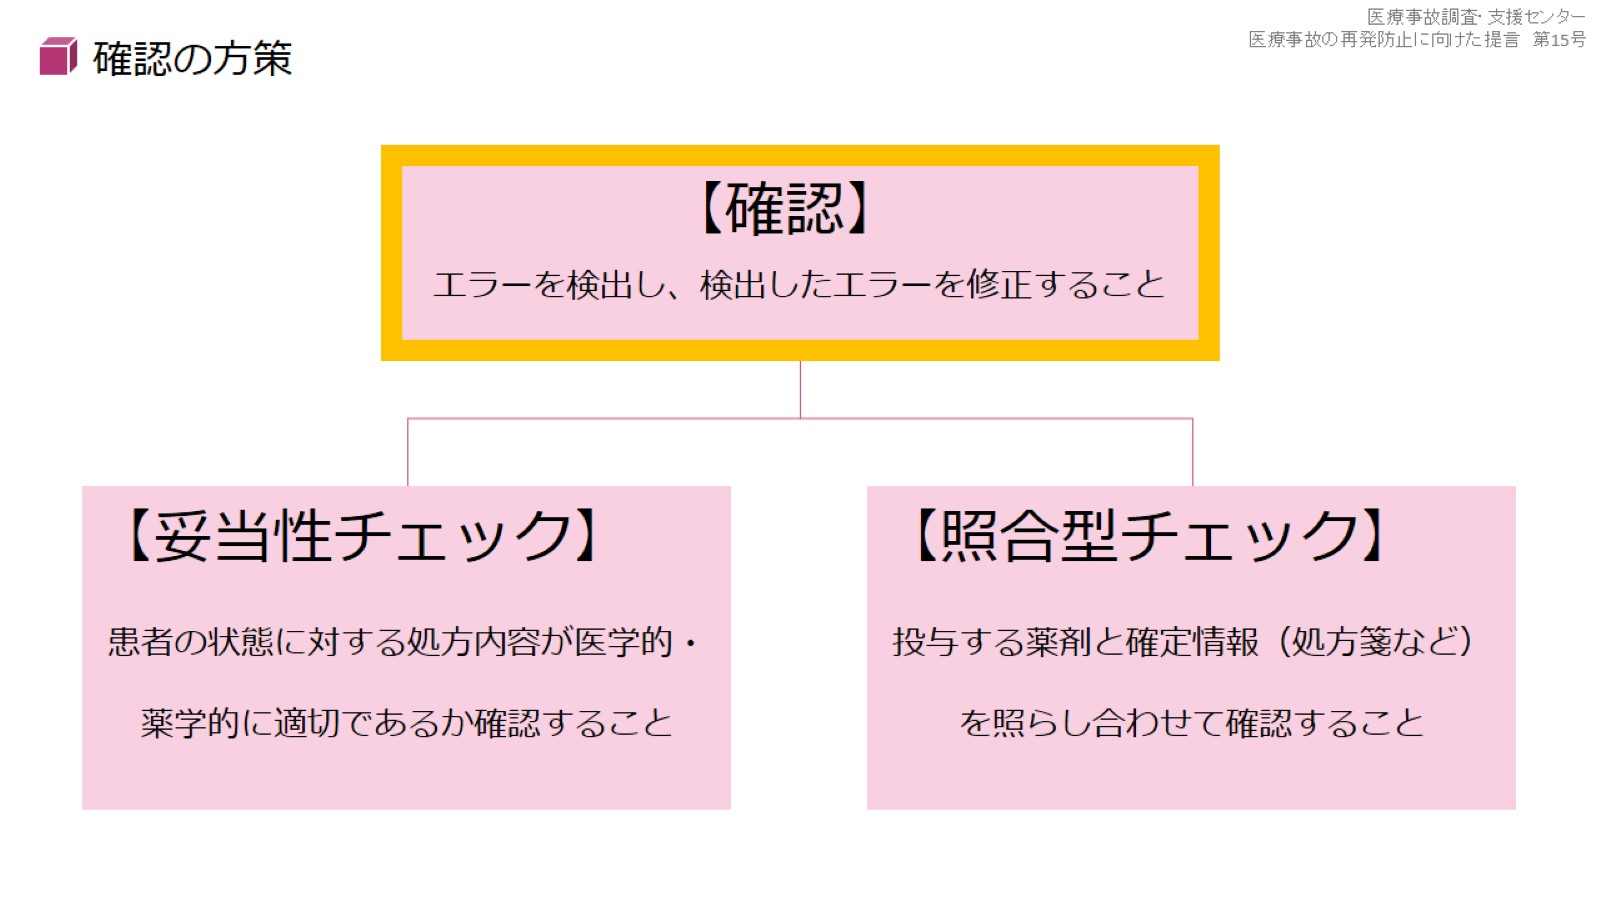 医療事故調査・支援センター
医療事故の再発防止に向けた提言 第15号
確認の方策
【確認】
エラーを検出し、検出したエラーを修正すること
【妥当性チェック】
患者の状態に対する処方内容が医学的・
薬学的に適切であるか確認すること
【照合型チェック】
投与する薬剤と確定情報（処方箋など）
を照らし合わせて確認すること